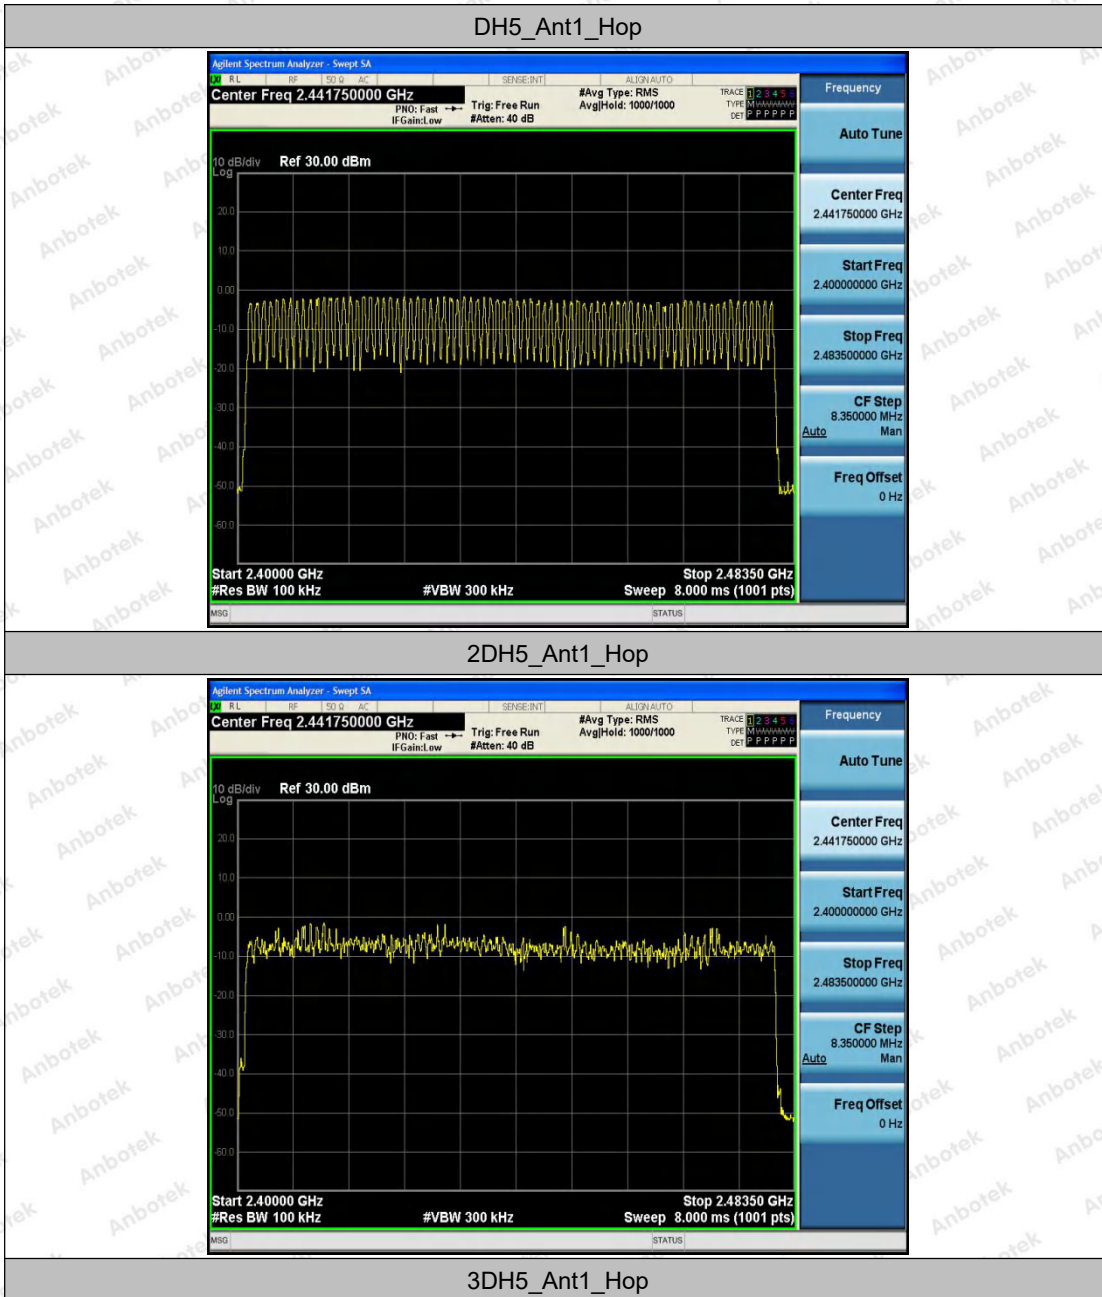 DH5_Ant1_Hop
Agilent Spectrum Analyzer - Swept SA
RL RF 50 Ω AC SENSE:INT ALIGN AUTO
Center Freq 2.441750000 GHz
PNO: Fast
IFGain:Low
Trig: Free Run
#Atten: 40 dB
#Avg Type: RMS
Avg|Hold: 1000/1000
TRACE 1 2 3 4 5 6
TYPE M
DET P P P P P P
10 dB/div Ref 30.00 dBm
Log
20.0
10.0
0.00
-10.0
-20.0
-30.0
-40.0
-50.0
-60.0
Start 2.40000 GHz Stop 2.48350 GHz
#Res BW 100 kHz #VBW 300 kHz Sweep 8.000 ms (1001 pts)
MSG STATUS
Frequency
Auto Tune
Center Freq
2.441750000 GHz
Start Freq
2.400000000 GHz
Stop Freq
2.483500000 GHz
CF Step
8.350000 MHz
Auto Man
Freq Offset
0 Hz
2DH5_Ant1_Hop
Agilent Spectrum Analyzer - Swept SA
RL RF 50 Ω AC SENSE:INT ALIGN AUTO
Center Freq 2.441750000 GHz
PNO: Fast
IFGain:Low
Trig: Free Run
#Atten: 40 dB
#Avg Type: RMS
Avg|Hold: 1000/1000
TRACE 1 2 3 4 5 6
TYPE M
DET P P P P P P
10 dB/div Ref 30.00 dBm
Log
20.0
10.0
0.00
-10.0
-20.0
-30.0
-40.0
-50.0
-60.0
Start 2.40000 GHz Stop 2.48350 GHz
#Res BW 100 kHz #VBW 300 kHz Sweep 8.000 ms (1001 pts)
MSG STATUS
Frequency
Auto Tune
Center Freq
2.441750000 GHz
Start Freq
2.400000000 GHz
Stop Freq
2.483500000 GHz
CF Step
8.350000 MHz
Auto Man
Freq Offset
0 Hz
3DH5_Ant1_Hop